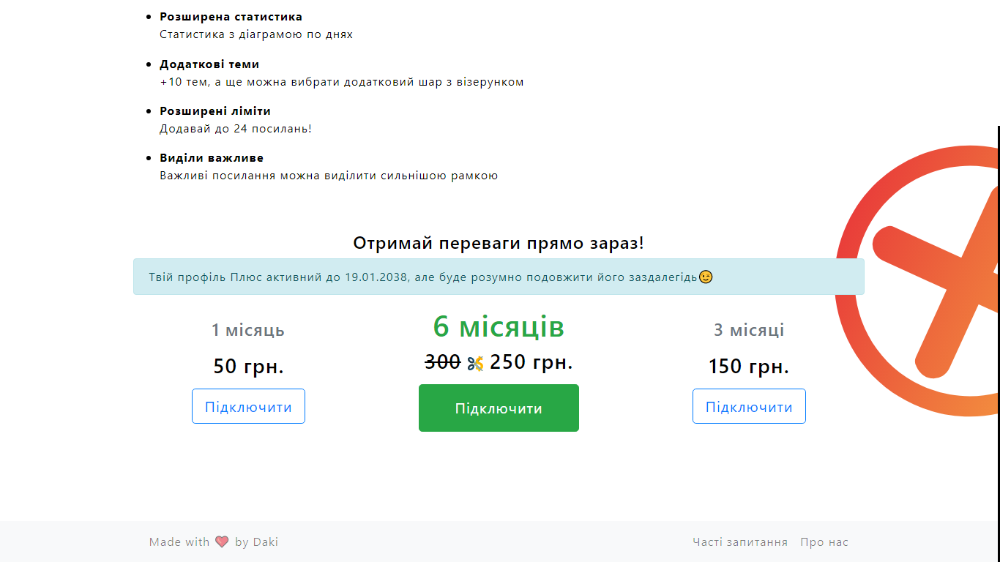 Розширена статистика
Статистика з діаграмою по днях
Додаткові теми
+10 тем, а ще можна вибрати додатковий шар з візерунком
Розширені ліміти
Додавай до 24 посилань!
Виділи важливе
Важливі посилання можна виділити сильнішою рамкою
Отримай переваги прямо зараз!
Твій профіль Плюс активний до 19.01.2038, але буде розумно подовжити його заздалегідь😉
1 місяць
50 грн.
Підключити
6 місяців
300 💸 250 грн.
Підключити
3 місяці
150 грн.
Підключити
Made with ❤ by Daki
Часті запитання Про нас